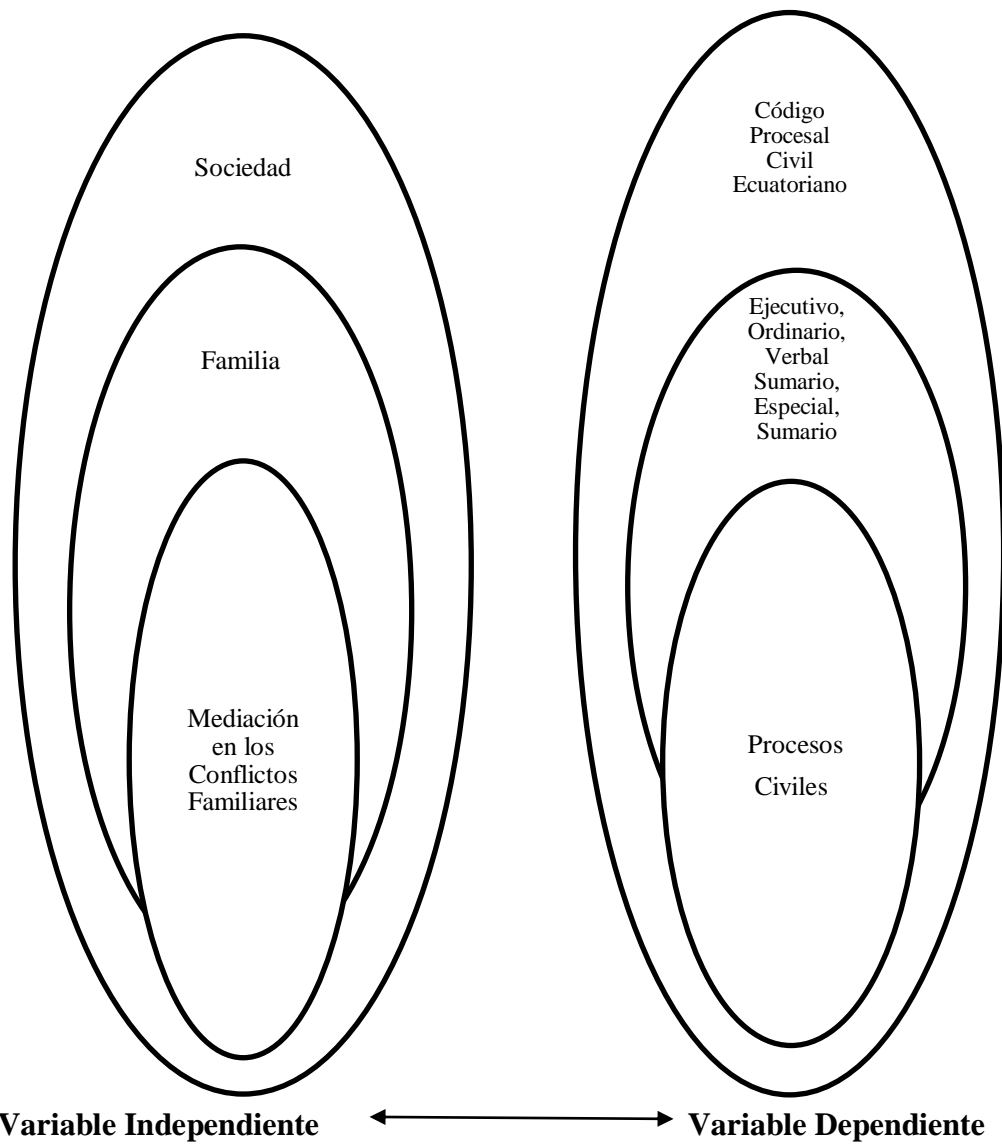 Sociedad
Familia
Mediación
en los
Conflictos
Familiares
Código
Procesal
Civil
Ecuatoriano
Ejecutivo,
Ordinario,
Verbal
Sumario,
Especial,
Sumario
Procesos
Civiles
Variable Independiente
Variable Dependiente